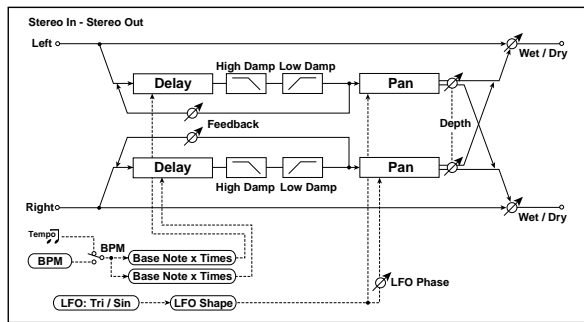 Stereo In - Stereo Out
Left
Wet / Dry
High Damp Low Damp
Delay
Pan
Feedback
Depth
Delay
Pan
High Damp Low Damp
Right
Wet / Dry
Tempo
BPM
BPM
Base Note x Times
Base Note x Times
LFO Phase
LFO: Tri / Sin
LFO Shape